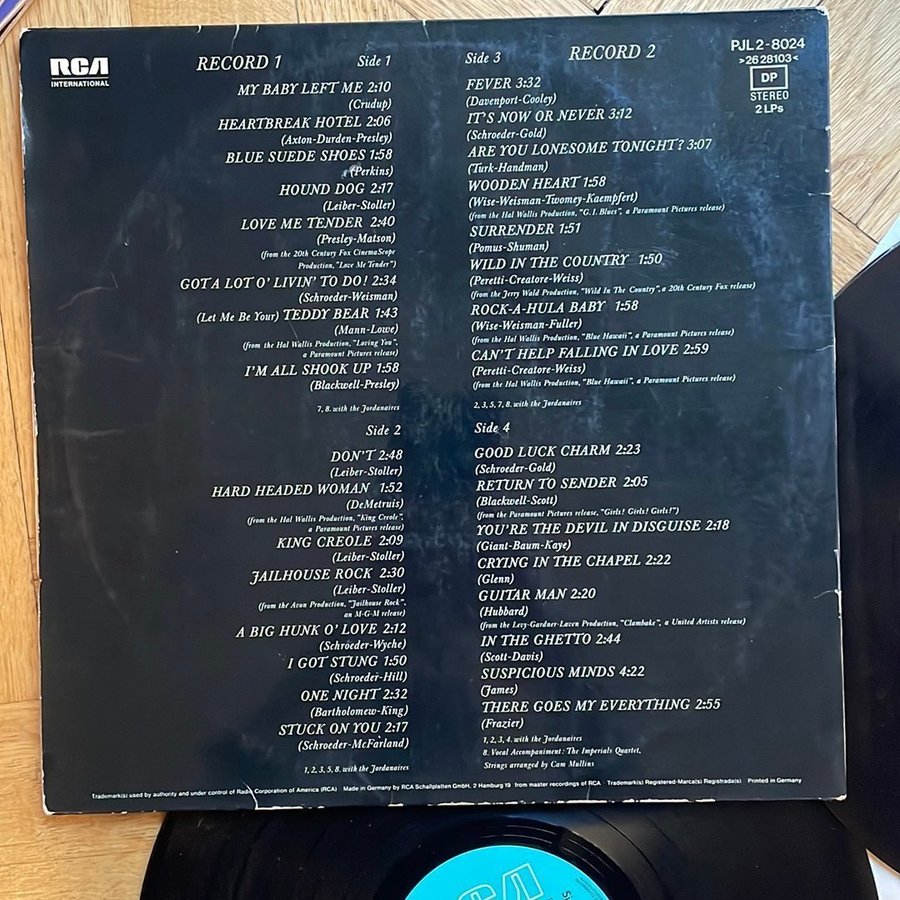 RCA
INTERNATIONAL
RECORD 1
Side 1
MY BABY LEFT ME 2:10
(Crudup)
HEARTBREAK HOTEL 2:06
(Axton-Durden-Presley)
BLUE SUEDE SHOES 1:58
(Perkins)
HOUND DOG 2:17
(Leiber-Stoller)
LOVE ME TENDER 2:40
(Presley-Matson)
(from the 20th Century Fox CinemaScope
Production, "Love Me Tender")
GOT A LOT O' LIVIN' TO DO! 2:34
(Schroeder-Weisman)
(Let Me Be Your) TEDDY BEAR 1:43
(Mann-Lowe)
(from the Hal Wallis Production, "Loving You",
a Paramount Pictures release)
I'M ALL SHOOK UP 1:58
(Blackwell-Presley)
7, 8. with the Jordanaires
Side 2
DON'T 2:48
(Leiber-Stoller)
HARD HEADED WOMAN 1:52
(DeMetruis)
(from the Hal Wallis Production, "King Creole",
a Paramount Pictures release)
KING CREOLE 2:09
(Leiber-Stoller)
JAILHOUSE ROCK 2:30
(Leiber-Stoller)
(from the Avon Production, "Jailhouse Rock",
an M-G-M release)
A BIG HUNK O' LOVE 2:12
(Schroeder-Wyche)
I GOT STUNG 1:50
(Schroeder-Hill)
ONE NIGHT 2:32
(Bartholomew-King)
STUCK ON YOU 2:17
(Schroeder-McFarland)
1, 2, 3, 5, 8. with the Jordanaires
Side 3
RECORD 2
PJL 2-8024
>26 28103<
DP
STEREO
2 LPs
FEVER 3:32
(Davenport-Cooley)
IT'S NOW OR NEVER 3:12
(Schroeder-Gold)
ARE YOU LONESOME TONIGHT? 3:07
(Turk-Handman)
WOODEN HEART 1:58
(Wise-Weisman-Twomey-Kaempfert)
(from the Hal Wallis Production, "G. I. Blues", a Paramount Pictures release)
SURRENDER 1:51
(Pomus-Shuman)
WILD IN THE COUNTRY 1:50
(Peretti-Creatore-Weiss)
(from the Jerry Wald Production, "Wild In The Country", a 20th Century Fox release)
ROCK-A-HULA BABY 1:58
(Wise-Weisman-Fuller)
(from the Hal Wallis Production, "Blue Hawaii", a Paramount Pictures release)
CAN'T HELP FALLING IN LOVE 2:59
(Peretti-Creatore-Weiss)
(from the Hal Wallis Production, "Blue Hawaii", a Paramount Pictures release)
2, 3, 5, 7, 8. with the Jordanaires
Side 4
GOOD LUCK CHARM 2:23
(Schroeder-Gold)
RETURN TO SENDER 2:05
(Blackwell-Scott)
(from the Paramount Pictures release, "Girls! Girls! Girls!")
YOU'RE THE DEVIL IN DISGUISE 2:18
(Giant-Baum-Kaye)
CRYING IN THE CHAPEL 2:22
(Glenn)
GUITAR MAN 2:20
(Hubbard)
(from the Levy-Gardner-Laven Production, "Clambake", a United Artists release)
IN THE GHETTO 2:44
(Scott-Davis)
SUSPICIOUS MINDS 4:22
(James)
THERE GOES MY EVERYTHING 2:55
(Frazier)
1, 2, 3, 4. with the Jordanaires
8. Vocal Accompaniment: The Imperials Quartet,
Strings arranged by Cam Mullins
Trademark(s) used by authority and under control of Radio Corporation of America (RCA) Made in Germany by RCA Schallplatten GmbH, 2 Hamburg 19 from master recordings of RCA Trademark(s) Registered-Marca(s) Registrada(s) Printed in Germany
RCA